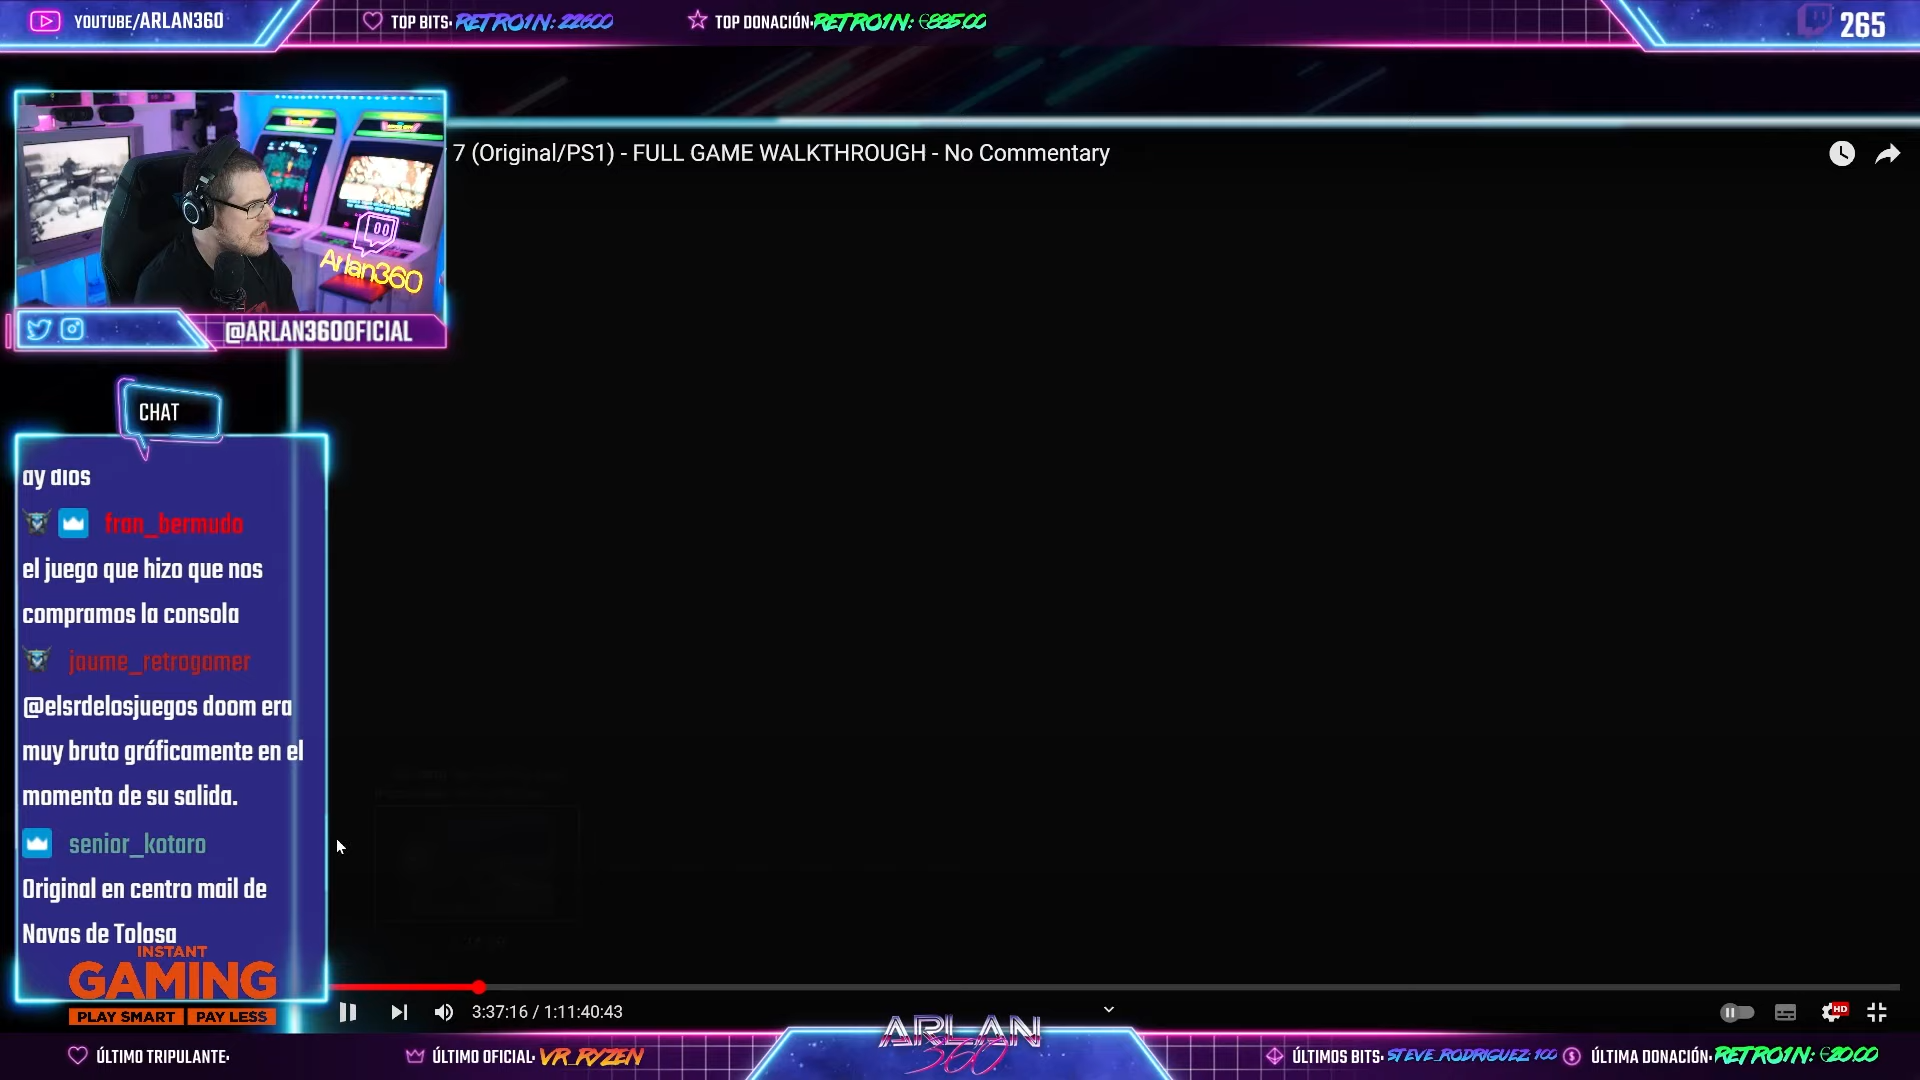 YOUTUBE/ARLAN360
TOP BITS: RETRO1N: 22600
TOP DONACIÓN: RETRO1N: €885.00
265
7 (Original/PS1) - FULL GAME WALKTHROUGH - No Commentary
Arlan360
@ARLAN360OFICIAL
CHAT
ay dios
fran_bermudo
el juego que hizo que nos
compramos la consola
jaume_retrogamer
@elsrdelosjuegos doom era
muy bruto gráficamente en el
momento de su salida.
senior_kotaro
Original en centro mail de
Navas de Tolosa
INSTANT
GAMING
PLAY SMART PAY LESS
3:37:16 / 1:11:40:43
HD
ARLAN
360
ÚLTIMO TRIPULANTE:
ÚLTIMO OFICIAL: VR_RYZEN
ÚLTIMOS BITS: STEVE_RODRIGUEZ: 100
ÚLTIMA DONACIÓN: RETRO1N: €20.00